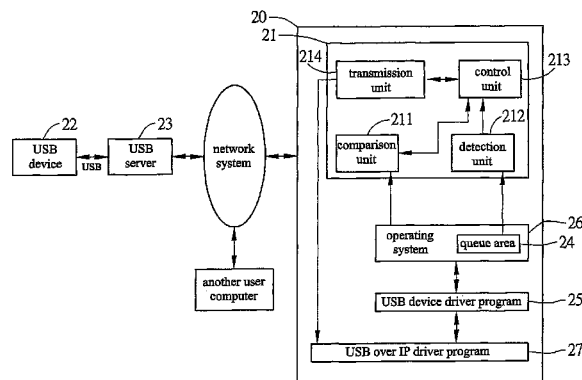 20
21
214
transmission
unit
control
unit
213
22
USB
device
USB
23
USB
server
network
system
211
comparison
unit
212
detection
unit
another user
computer
operating
system
queue area
26
24
USB device driver program
25
USB over IP driver program
27